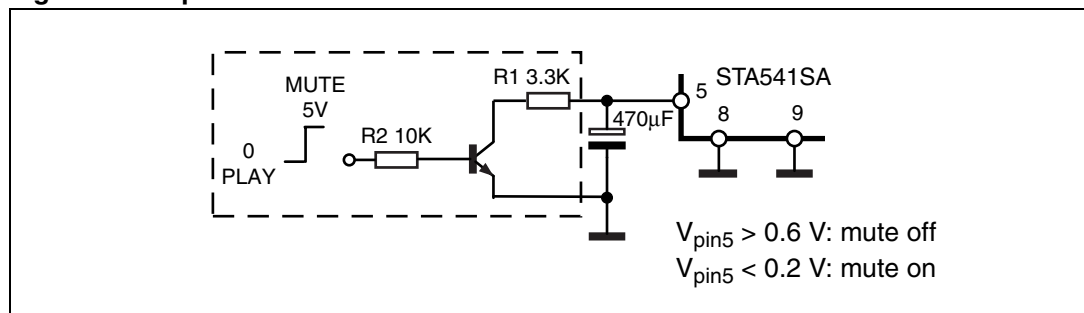 MUTE
5V
0
PLAY
R2 10K
R1 3.3K
470µF
5
STA541SA
8
9
Vpin5 > 0.6 V: mute off
Vpin5 < 0.2 V: mute on